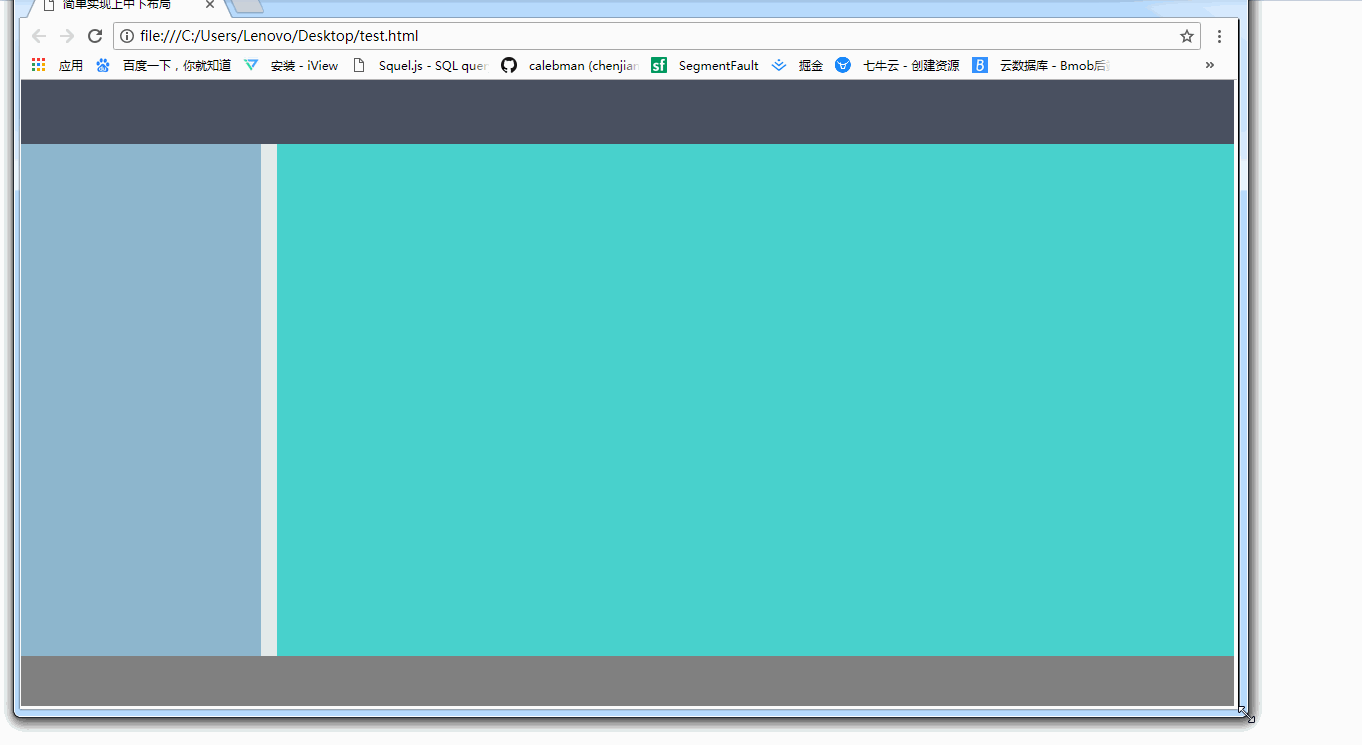 简单实现上中下布局
file:///C:/Users/Lenovo/Desktop/test.html
应用 百度一下，你就知道 安装 - iView Squel.js - SQL quer calebman (chenjian sf SegmentFault 掘金 七牛云 - 创建资源 B 云数据库 - Bmob后 »